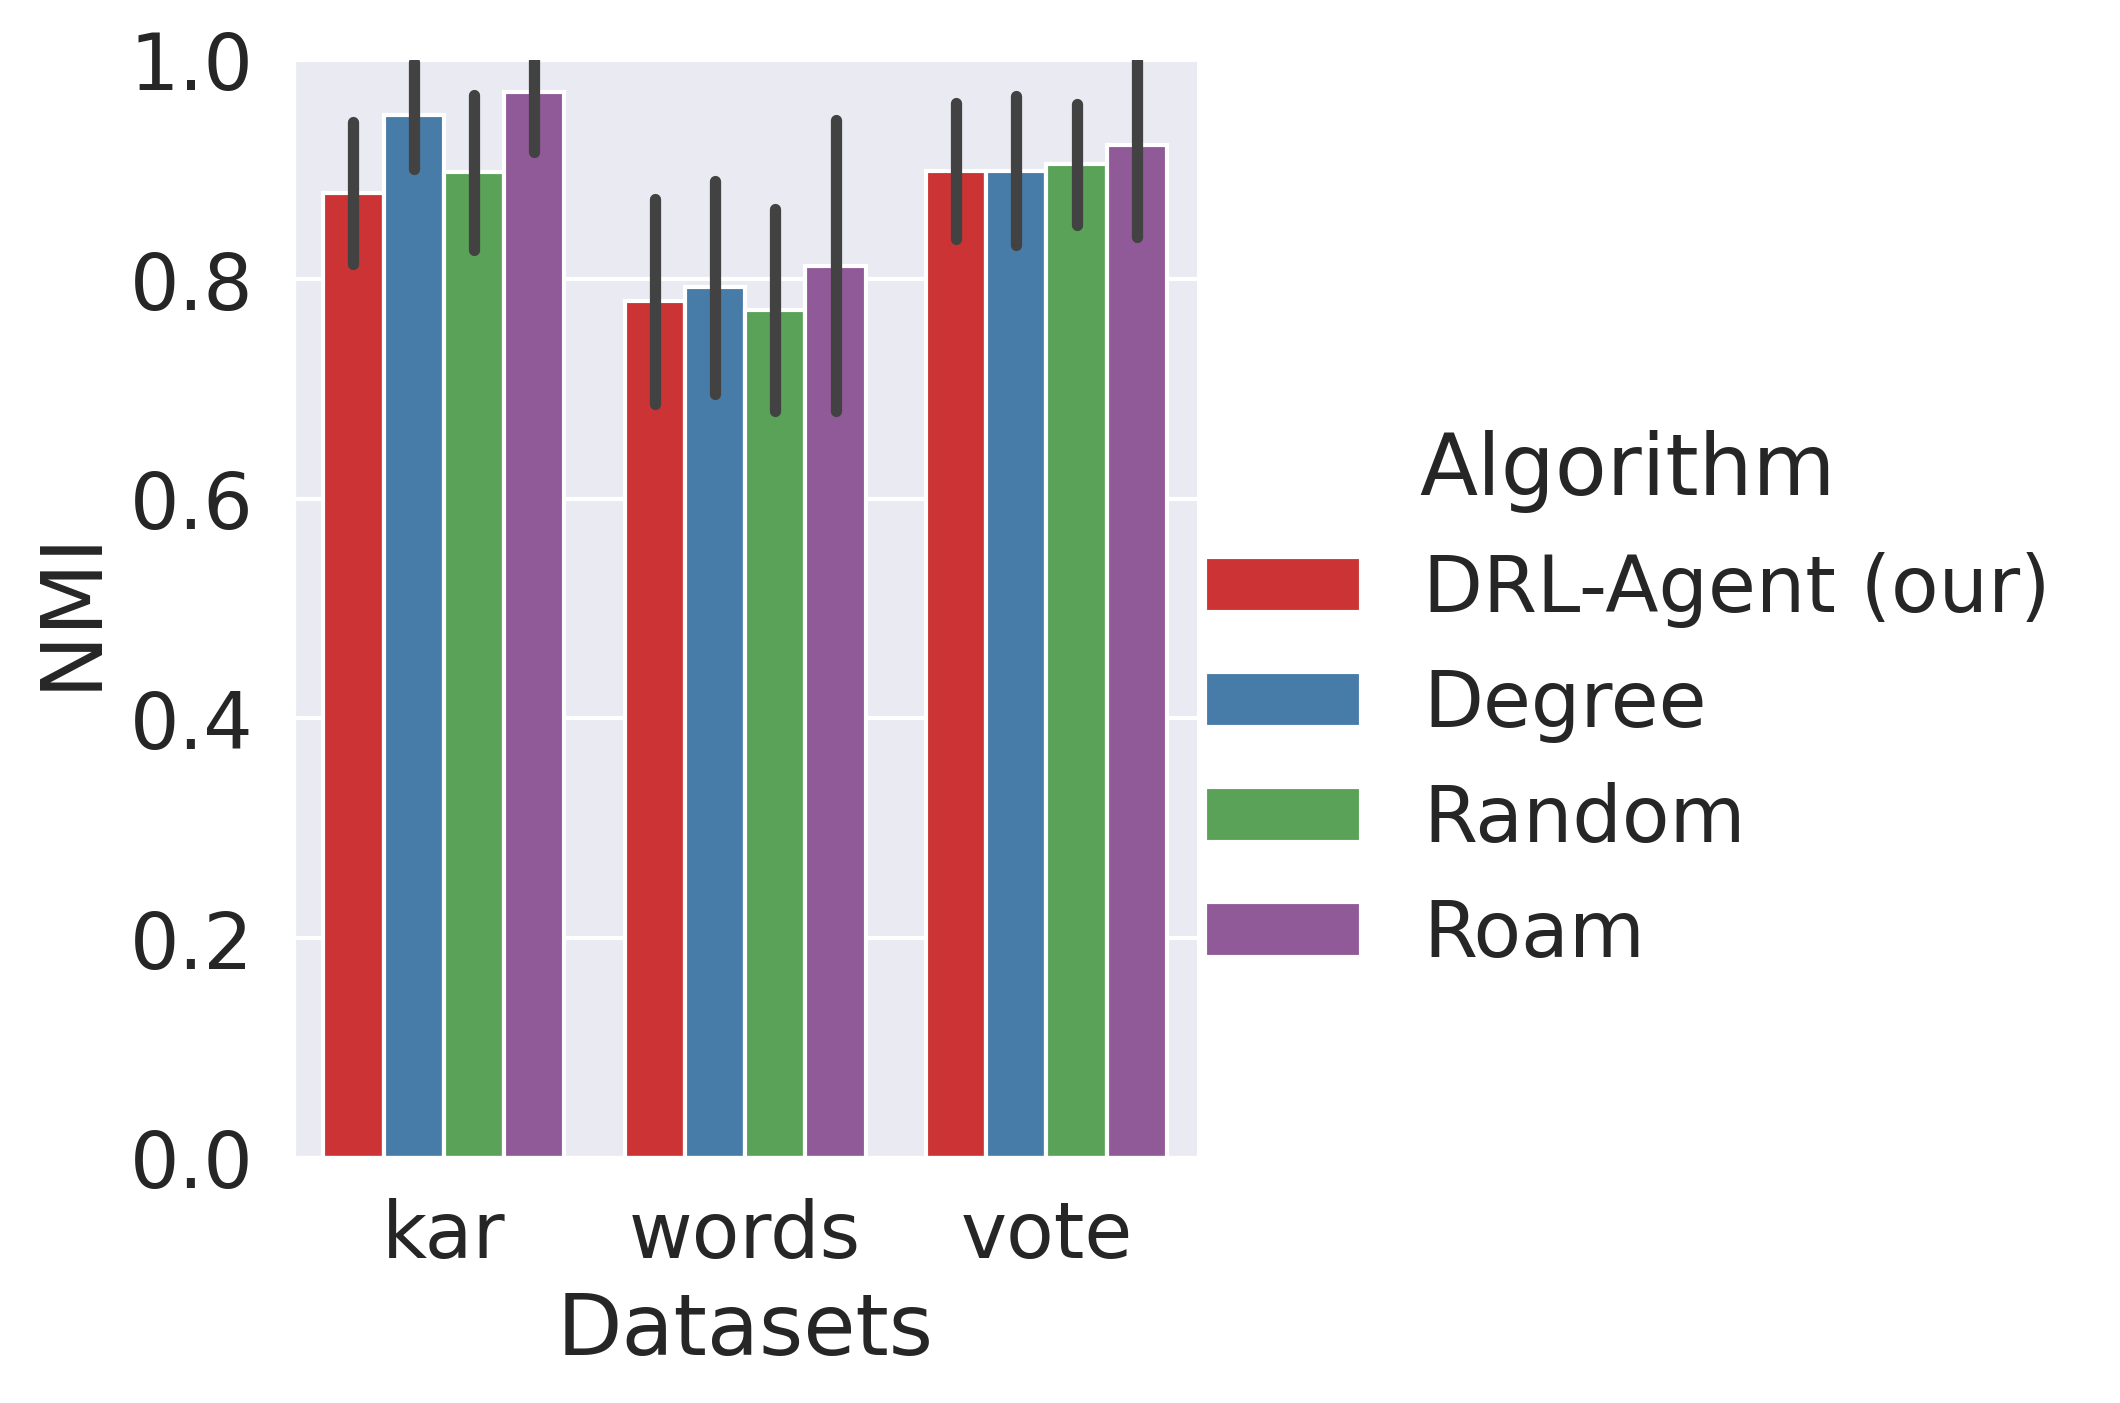 1.0
0.8
0.6
0.4
0.2
0.0
NMI
kar words vote
Datasets
Algorithm
DRL-Agent (our)
Degree
Random
Roam